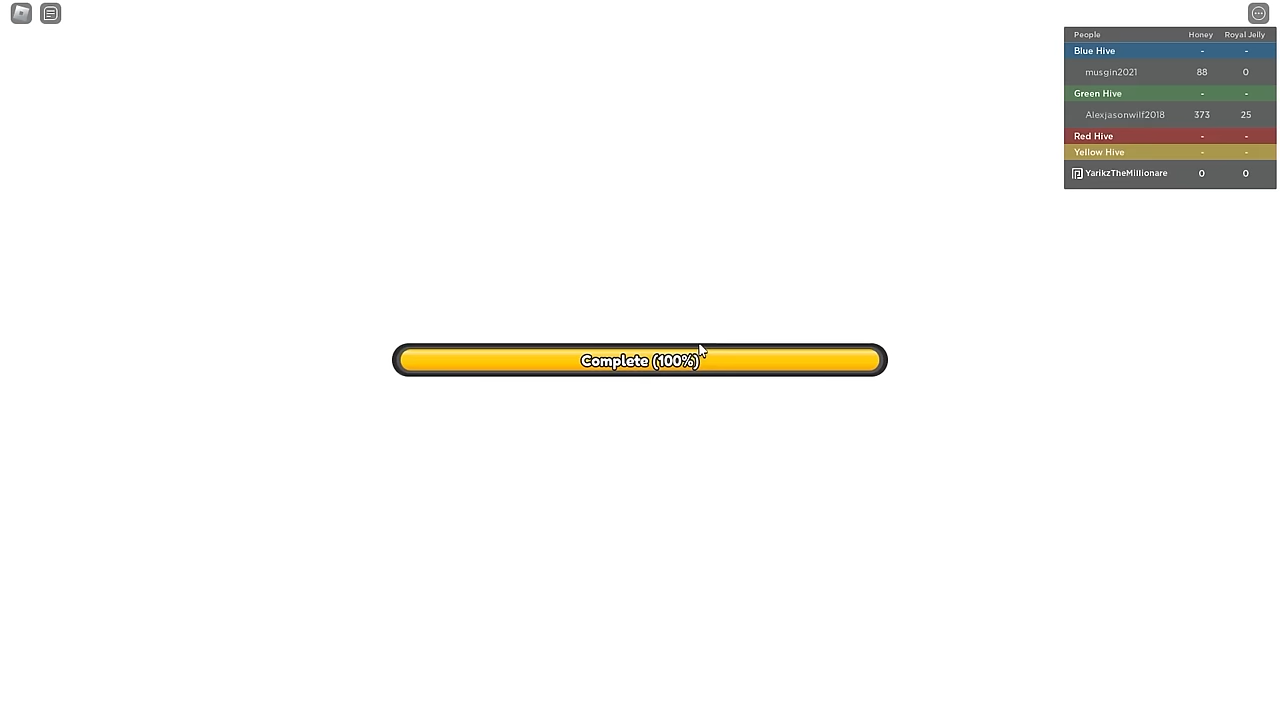 People Honey Royal Jelly
Blue Hive - -
musgin2021 88 0
Green Hive - -
Alexjasonwilf2018 373 25
Red Hive - -
Yellow Hive - -
YarikzTheMillionare 0 0
Complete (100%)